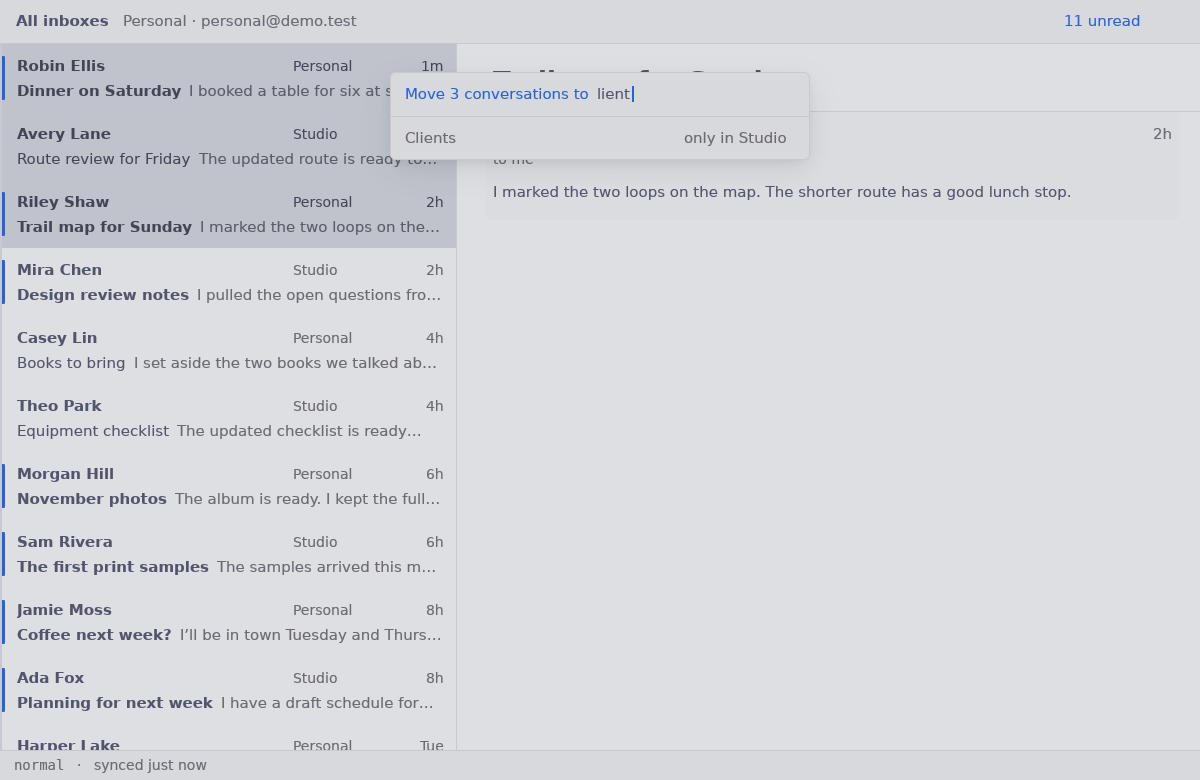 All inboxes Personal · personal@demo.test 11 unread
Robin Ellis Personal 1m
Dinner on Saturday I booked a table for six at
Avery Lane Studio
Route review for Friday The updated route is ready to…
Riley Shaw Personal 2h
Trail map for Sunday I marked the two loops on the…
Mira Chen Studio 2h
Design review notes I pulled the open questions fro…
Casey Lin Personal 4h
Books to bring I set aside the two books we talked ab…
Theo Park Studio 4h
Equipment checklist The updated checklist is ready…
Morgan Hill Personal 6h
November photos The album is ready. I kept the full…
Sam Rivera Studio 6h
The first print samples The samples arrived this m…
Jamie Moss Personal 8h
Coffee next week? I’ll be in town Tuesday and Thurs…
Ada Fox Studio 8h
Planning for next week I have a draft schedule for…
Harper Lake Personal Tue
Move 3 conversations to lient
Clients only in Studio
2h
to me
I marked the two loops on the map. The shorter route has a good lunch stop.
normal · synced just now